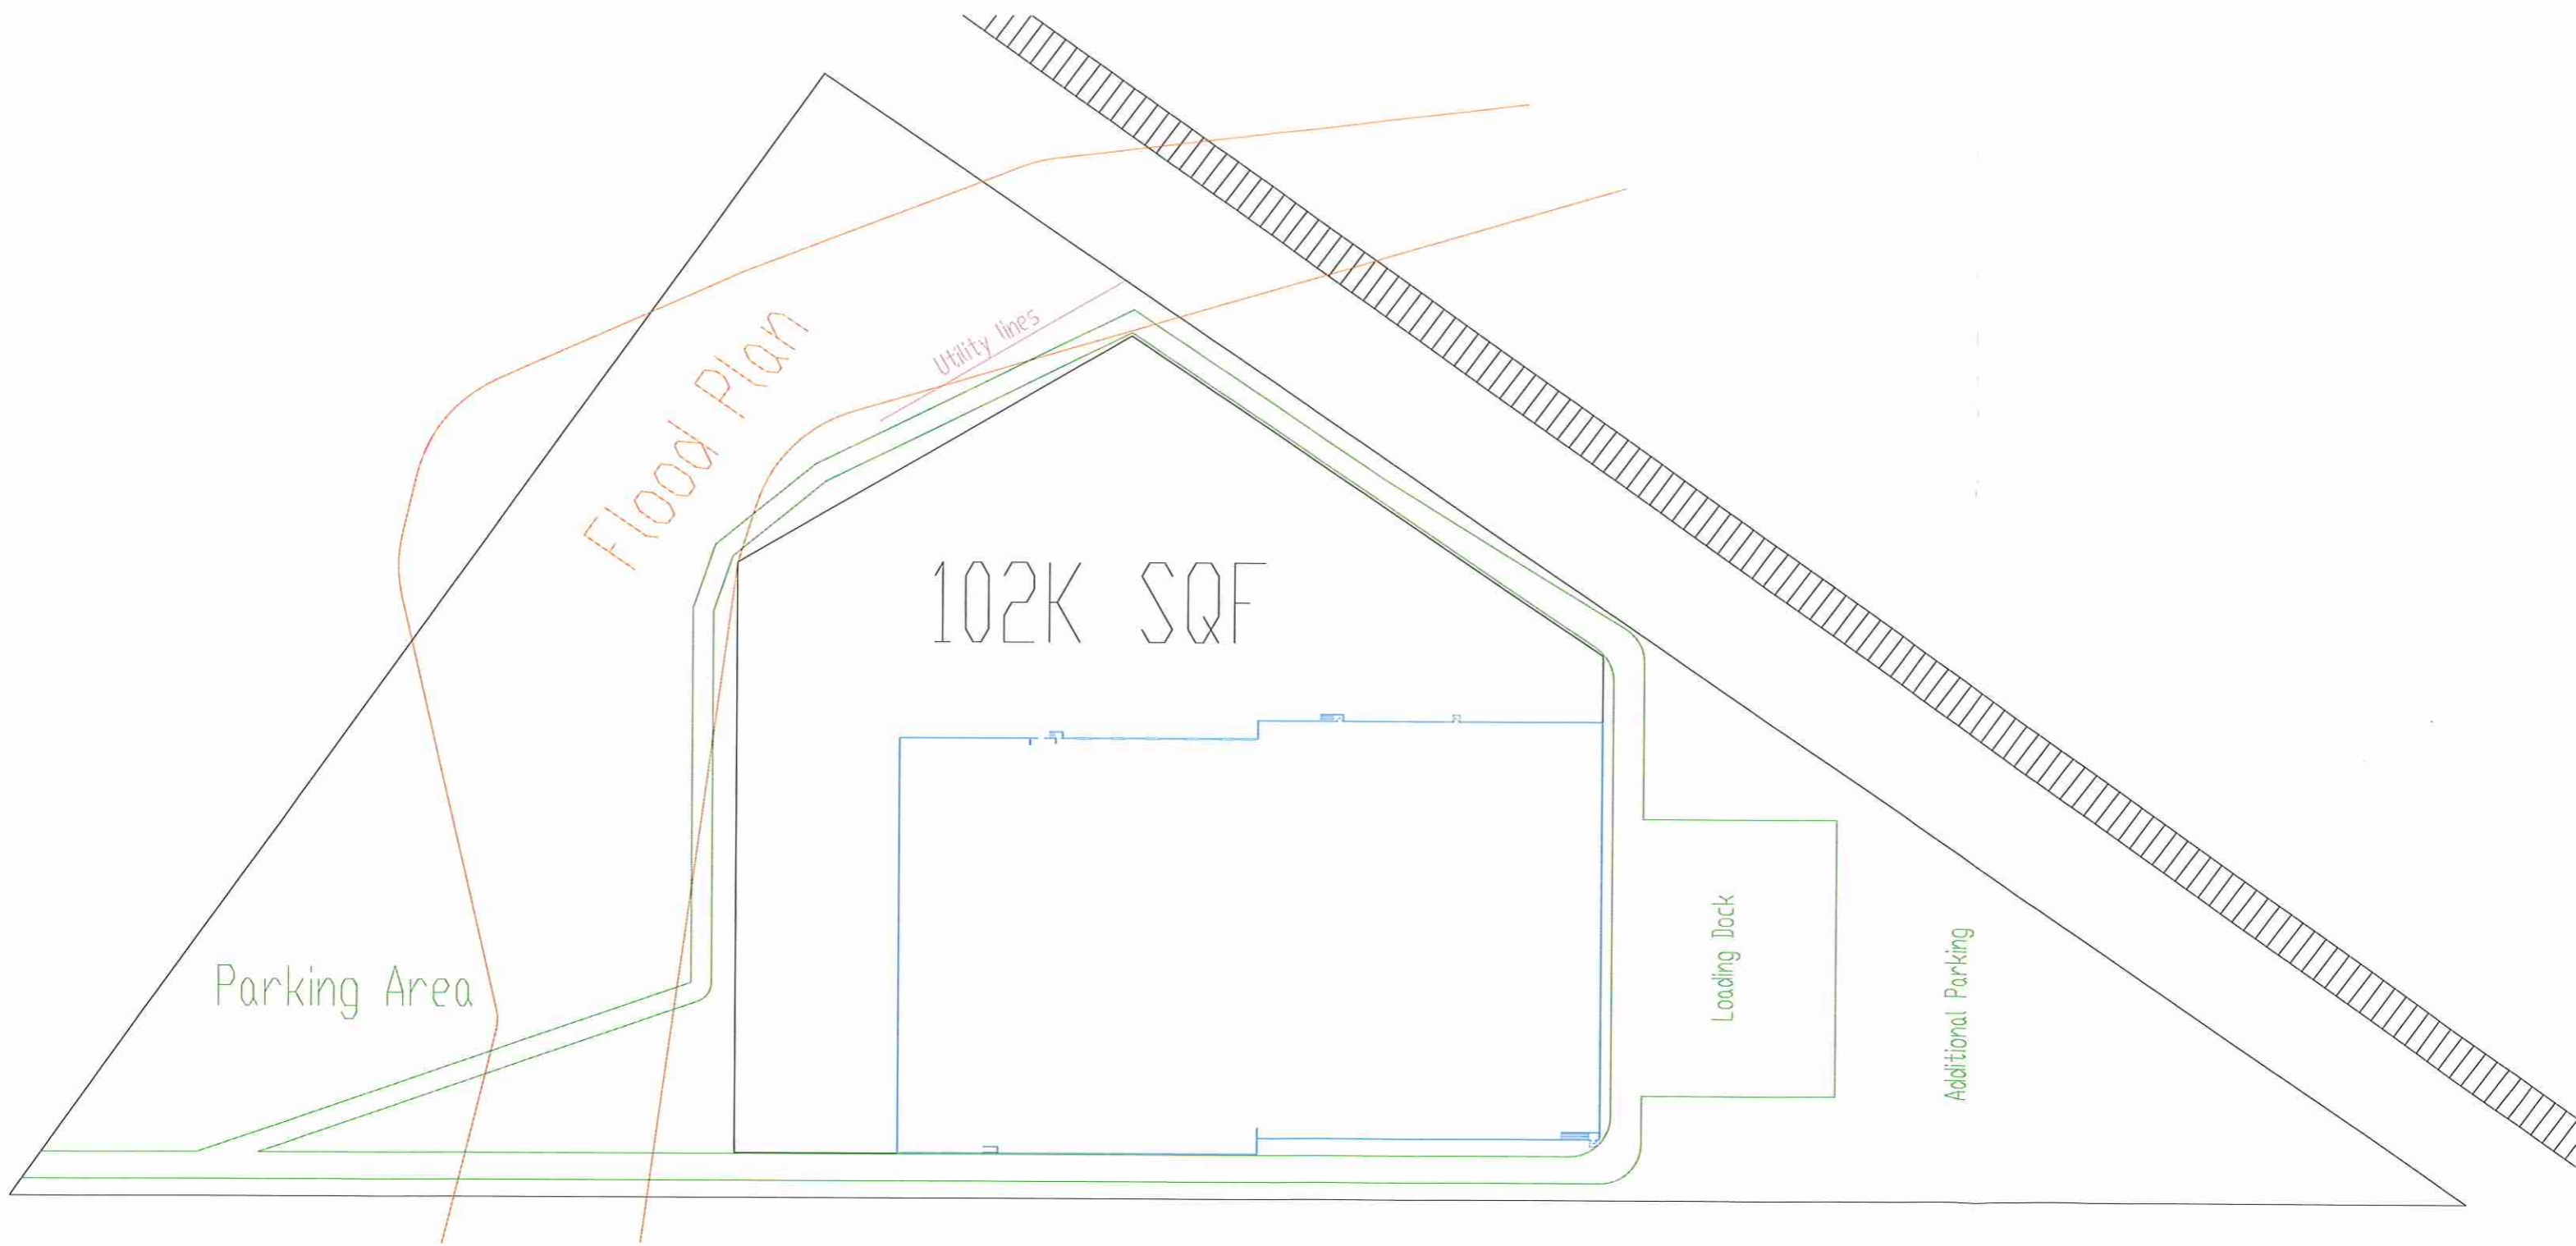 Utility lines
Flood Plan
102K SQF
Parking Area
Loading Dock
Additional Parking